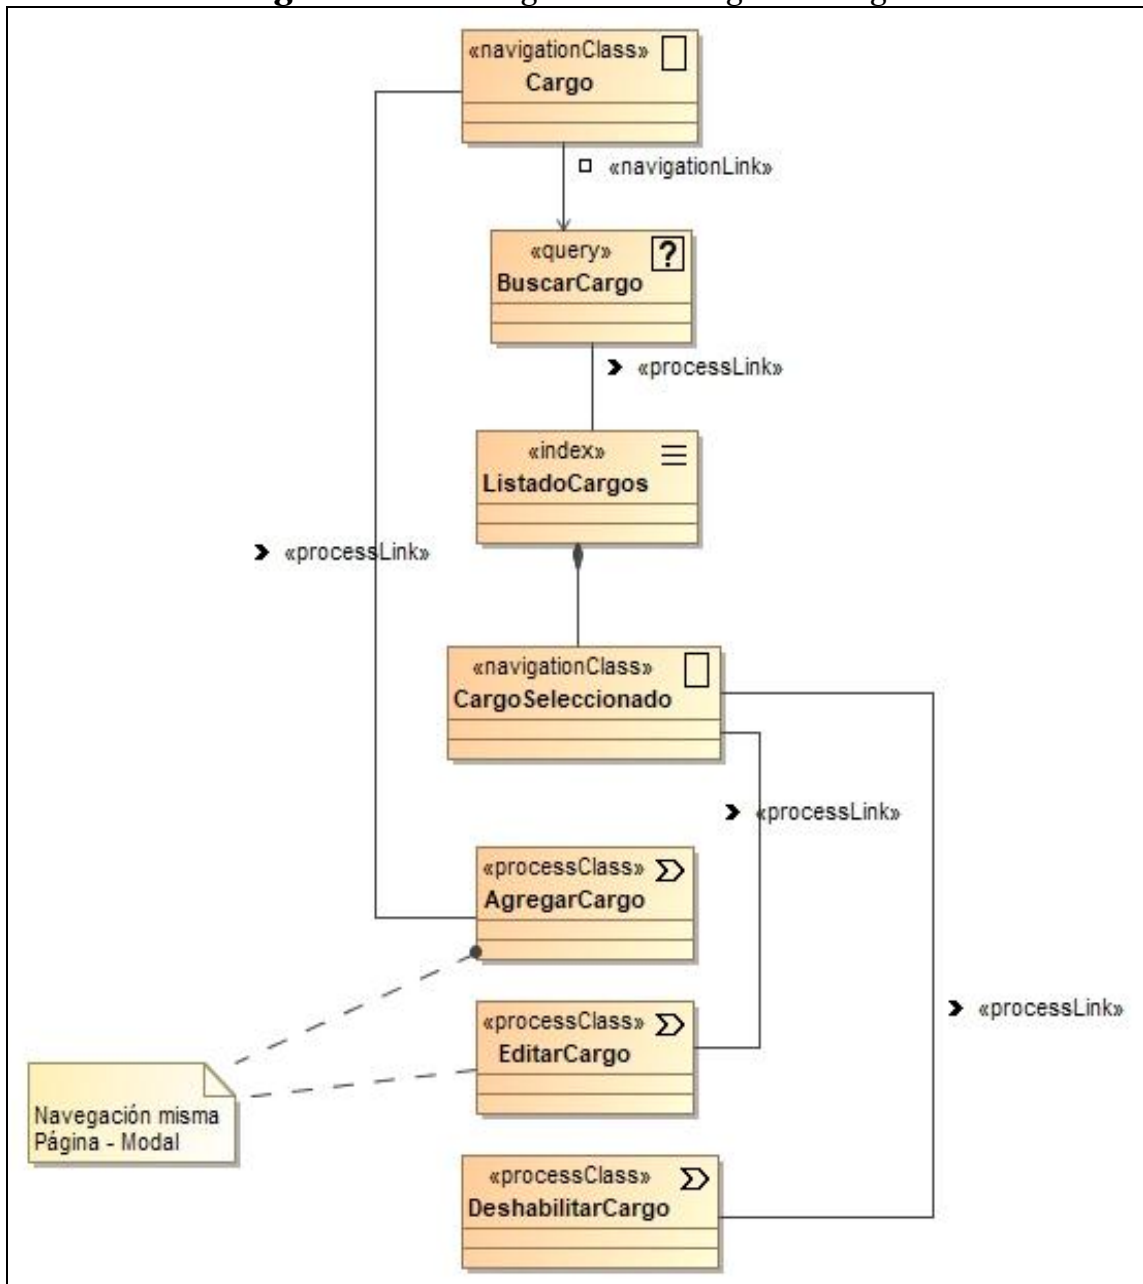 «navigationClass»
Cargo
«navigationLink»
«query»
?
BuscarCargo
«processLink»
«index»
ListadoCargos
«processLink»
«navigationClass»
CargoSeleccionado
«processLink»
«processClass»
AgregarCargo
«processLink»
«processClass»
EditarCargo
Navegación misma
Página - Modal
«processClass»
DeshabilitarCargo